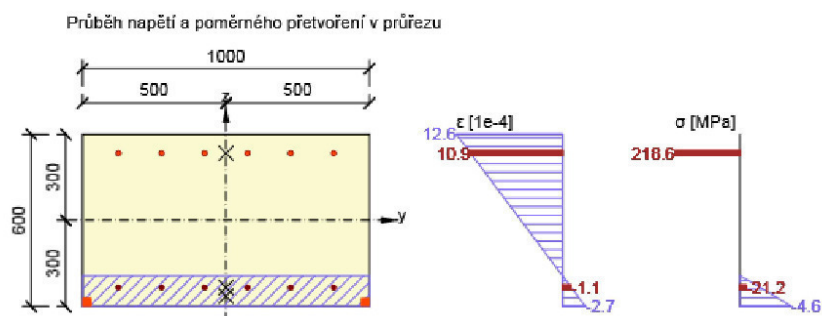 Průběh napětí a poměrného přetvoření v průřezu
1000
500 500
z
ε [1e-4] σ [MPa]
12.6
10.9 218.6
300
600
y
300
-1.1 -21,2
-2.7 -4.6